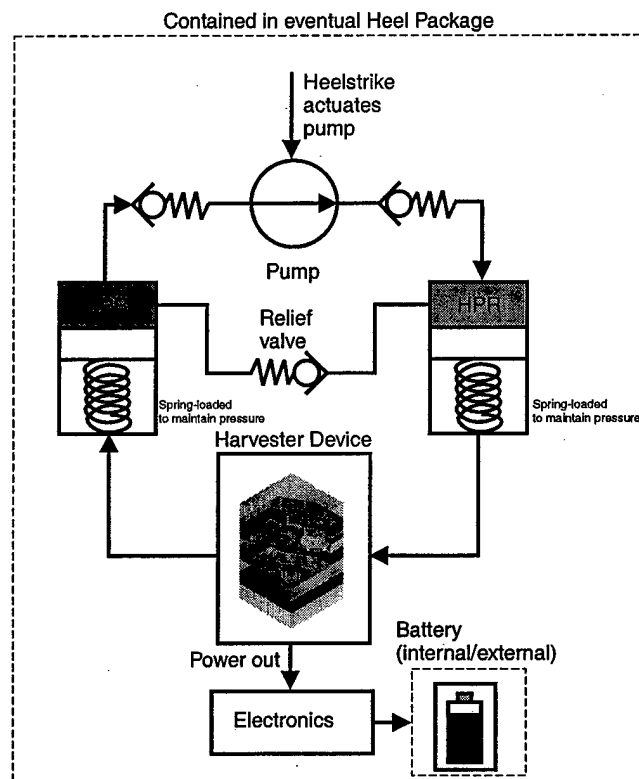 Contained in eventual Heel Package
Heelstrike
actuates
pump
Pump
HPR
Relief
valve
Spring-loaded
to maintain pressure
Spring-loaded
to maintain pressure
Harvester Device
Power out
Battery
(internal/external)
Electronics